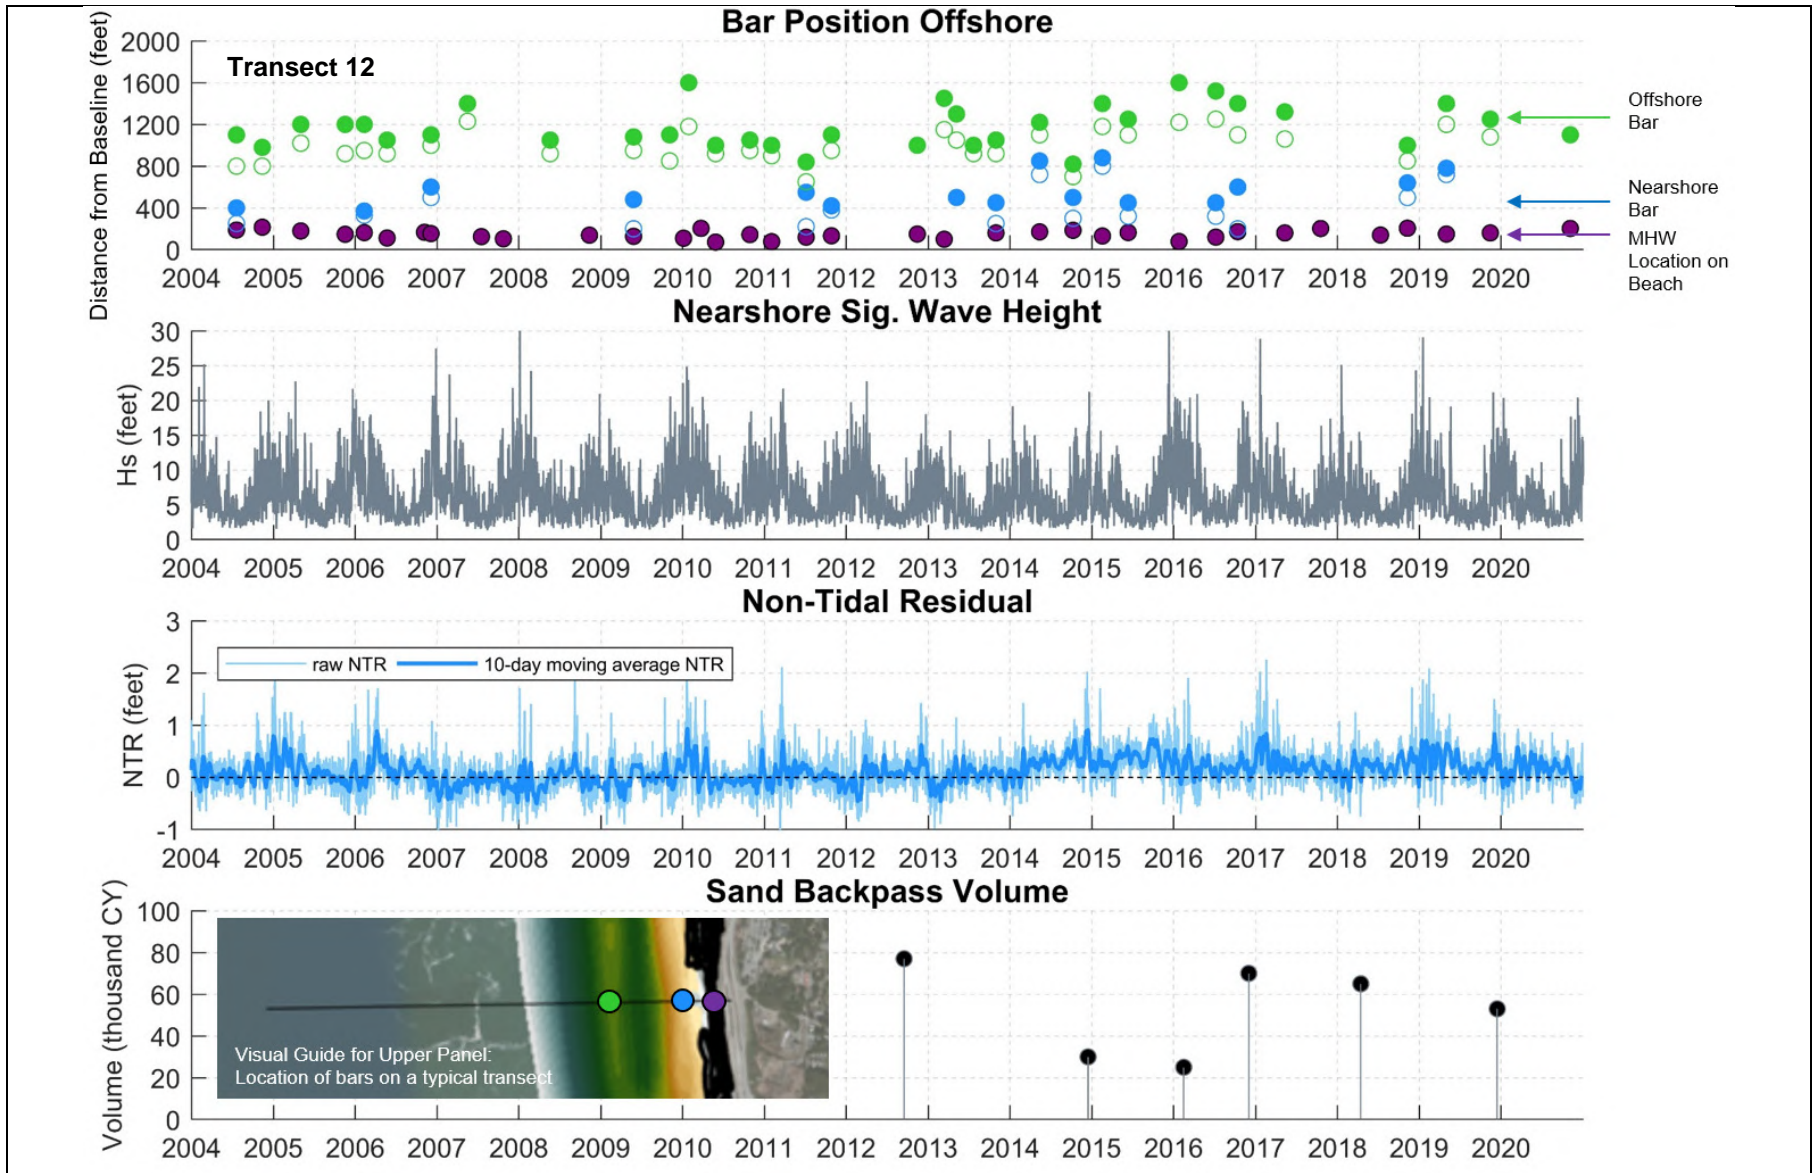 Bar Position Offshore
Distance from Baseline (feet)
2000
1600
1200
800
400
0
Transect 12
Offshore
Bar
Nearshore
Bar
MHW
Location on
Beach
2004 2005 2006 2007 2008 2009 2010 2011 2012 2013 2014 2015 2016 2017 2018 2019 2020
Nearshore Sig. Wave Height
Hs (feet)
30
25
20
15
10
5
0
2004 2005 2006 2007 2008 2009 2010 2011 2012 2013 2014 2015 2016 2017 2018 2019 2020
Non-Tidal Residual
NTR (feet)
3
2
1
0
-1
raw NTR 10-day moving average NTR
2004 2005 2006 2007 2008 2009 2010 2011 2012 2013 2014 2015 2016 2017 2018 2019 2020
Sand Backpass Volume
Volume (thousand CY)
100
80
60
40
20
0
Visual Guide for Upper Panel:
Location of bars on a typical transect
2004 2005 2006 2007 2008 2009 2010 2011 2012 2013 2014 2015 2016 2017 2018 2019 2020